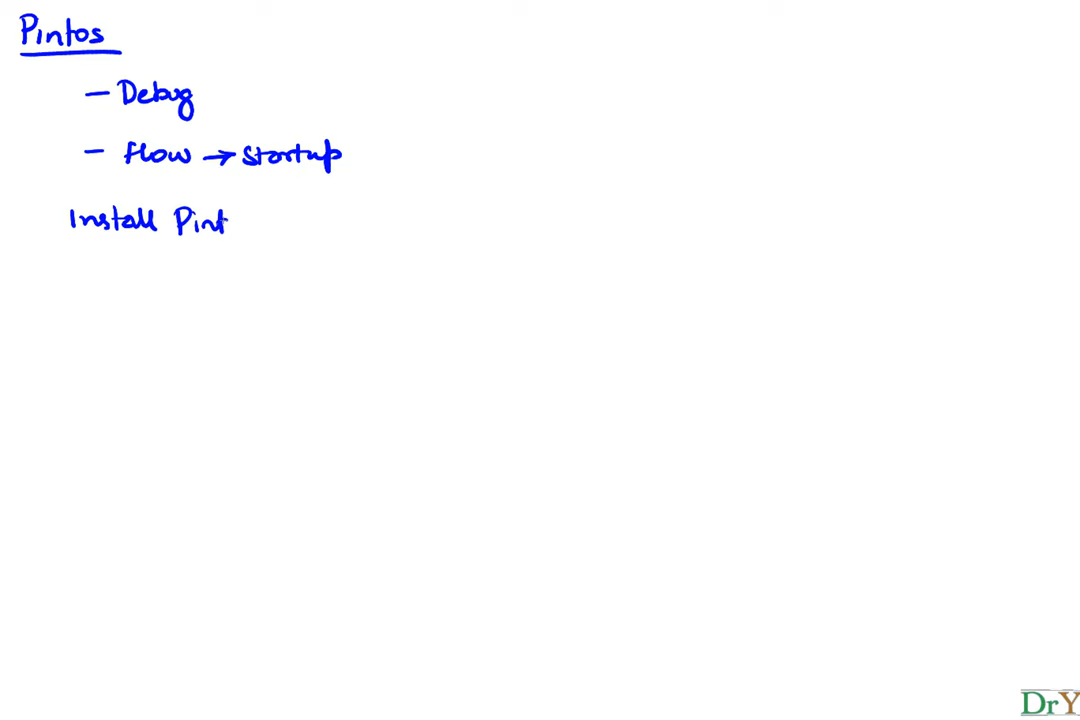 Pintos
- Debug
- flow → startup
Install Pint
DrY